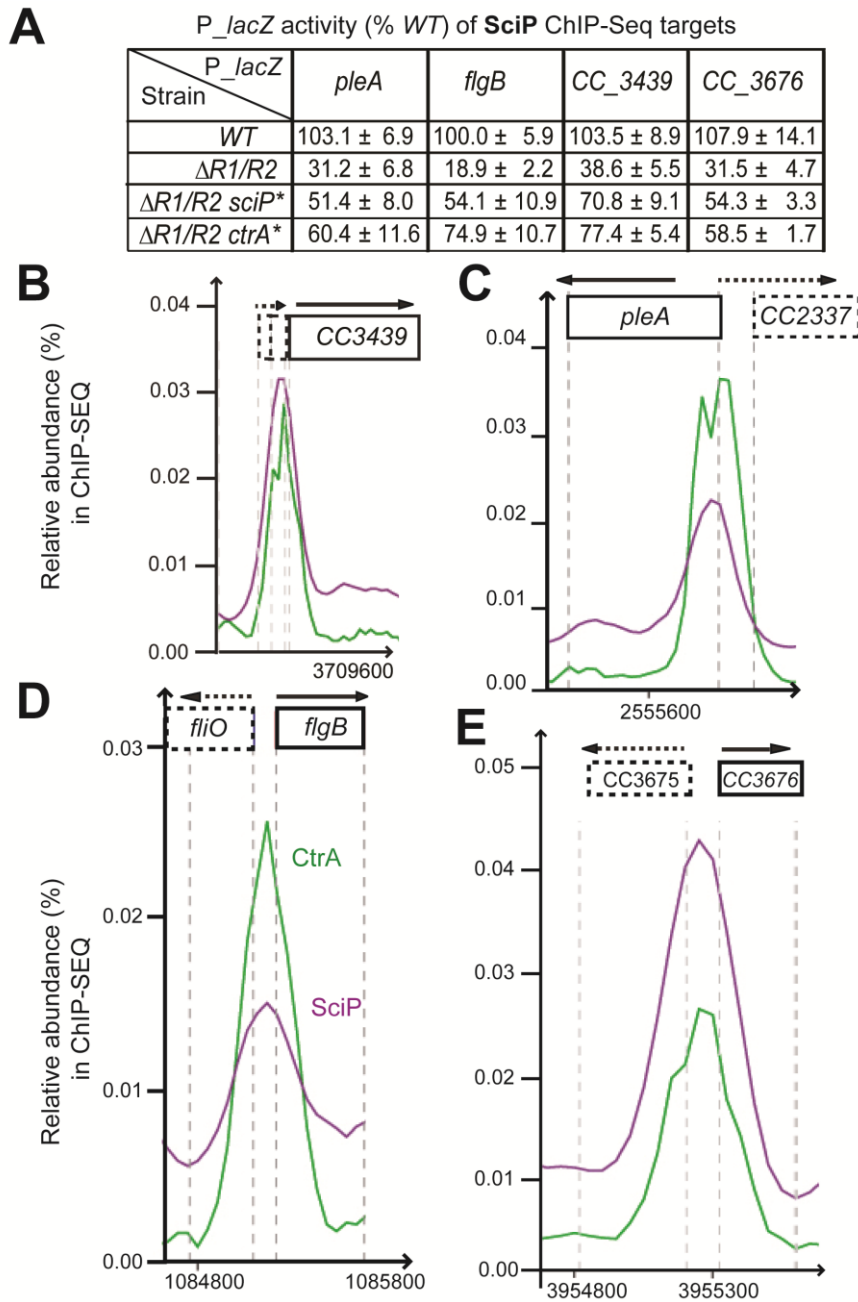 A
P_lacZ activity (% WT) of SciP ChIP-Seq targets
P_lacZ
Strain
pleA flgB CC_3439 CC_3676
WT 103.1 ± 6.9 100.0 ± 5.9 103.5 ± 8.9 107.9 ± 14.1
ΔR1/R2 31.2 ± 6.8 18.9 ± 2.2 38.6 ± 5.5 31.5 ± 4.7
ΔR1/R2 sciP* 51.4 ± 8.0 54.1 ± 10.9 70.8 ± 9.1 54.3 ± 3.3
ΔR1/R2 ctrA* 60.4 ± 11.6 74.9 ± 10.7 77.4 ± 5.4 58.5 ± 1.7
B
Relative abundance (%)
in ChIP-SEQ
0.04
0.03
0.02
0.01
0.00
CC3439
3709600
C
0.04
0.03
0.02
0.01
0.00
pleA
CC2337
2555600
D
Relative abundance (%)
in ChIP-SEQ
0.03
0.02
0.01
0.00
fliO
flgB
CtrA
SciP
1084800 1085800
E
0.05
0.04
0.03
0.02
0.01
0.00
CC3675
CC3676
3954800 3955300